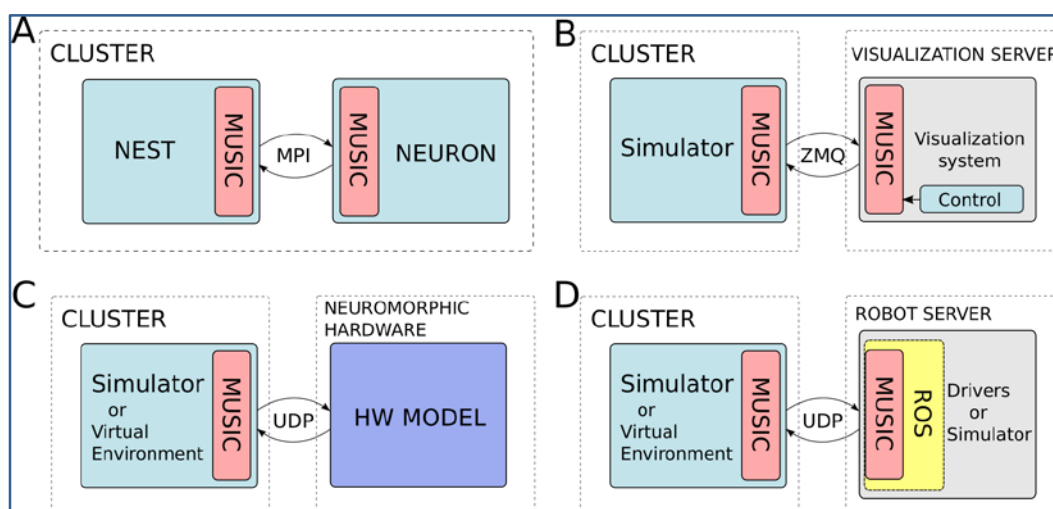 A
CLUSTER
NEST
MUSIC
MPI
MUSIC
NEURON
B
CLUSTER
Simulator
MUSIC
ZMQ
VISUALIZATION SERVER
MUSIC
Visualization
system
Control
C
CLUSTER
Simulator
or
Virtual
Environment
MUSIC
UDP
NEUROMORPHIC
HARDWARE
HW MODEL
D
CLUSTER
Simulator
or
Virtual
Environment
MUSIC
UDP
ROBOT SERVER
MUSIC
ROS
Drivers
or
Simulator